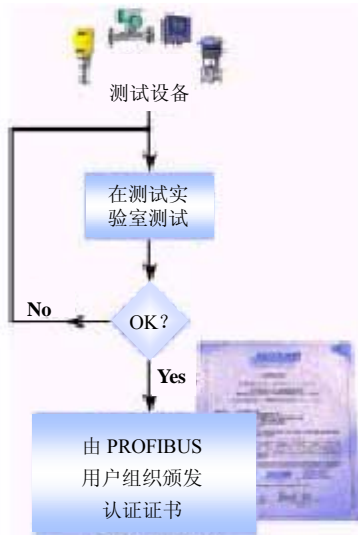 测试设备
在测试实
验室测试
No
OK?
Yes
由 PROFIBUS
用户组织颁发
认证证书